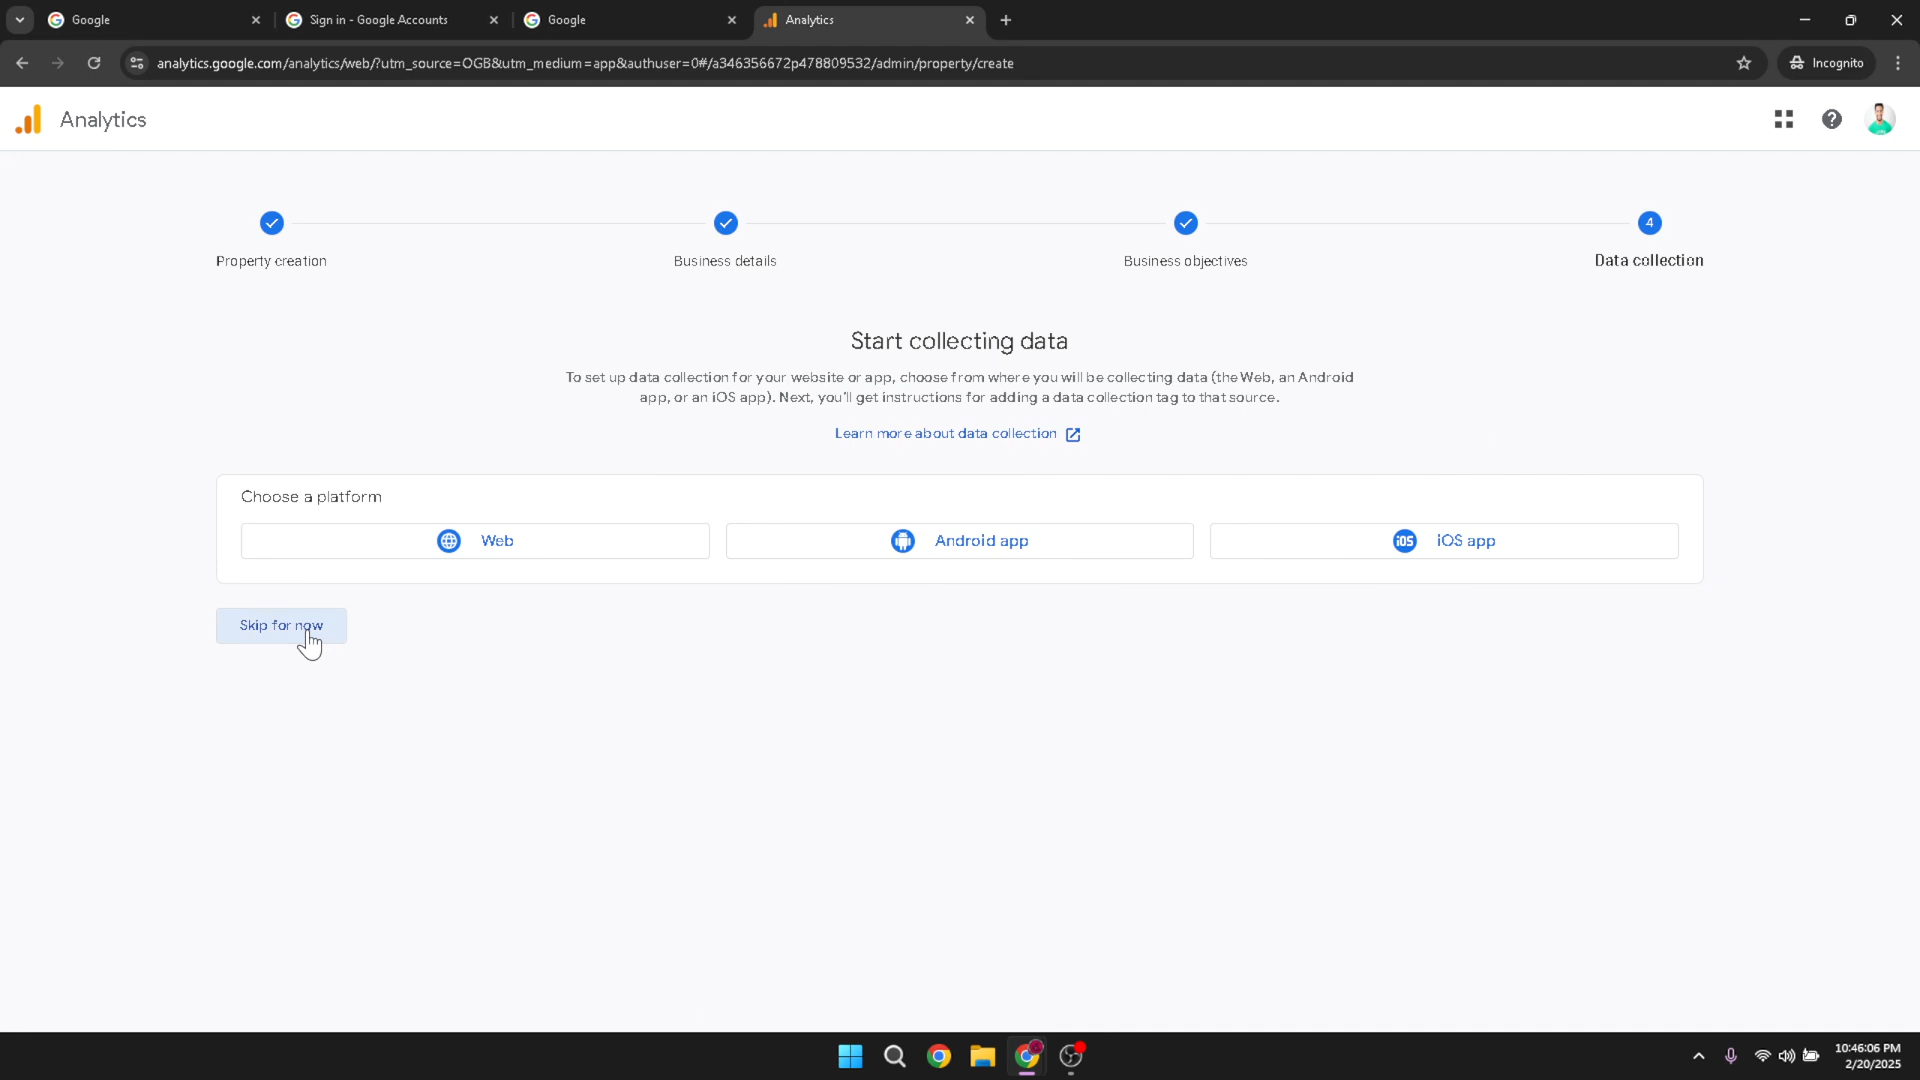 Google
Sign in - Google Accounts
Google
Analytics
analytics.google.com/analytics/web/?utm_source=OGB&utm_medium=app&authuser=0#/a346356672p478809532/admin/property/create
Incognito
Analytics
4
Property creation
Business details
Business objectives
Data collection
Start collecting data
To set up data collection for your website or app, choose from where you will be collecting data (the Web, an Android
app, or an iOS app). Next, you'll get instructions for adding a data collection tag to that source.
Learn more about data collection
Choose a platform
Web
Android app
iOS iOS app
Skip for now
10:46:06 PM
2/20/2025